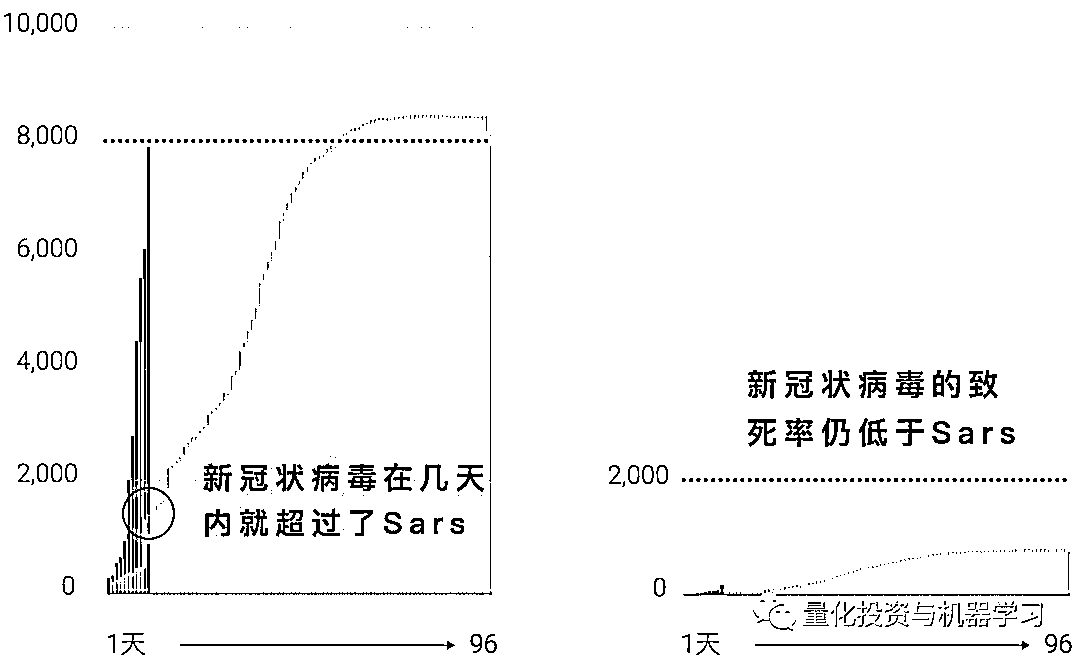 10,000
8,000
6,000
4,000
2,000
0
新冠状病毒在几天
内就超过了Sars
1天
96
新冠状病毒的致
死率仍低于Sars
2,000
0
量化投资与机器学习
1天
96